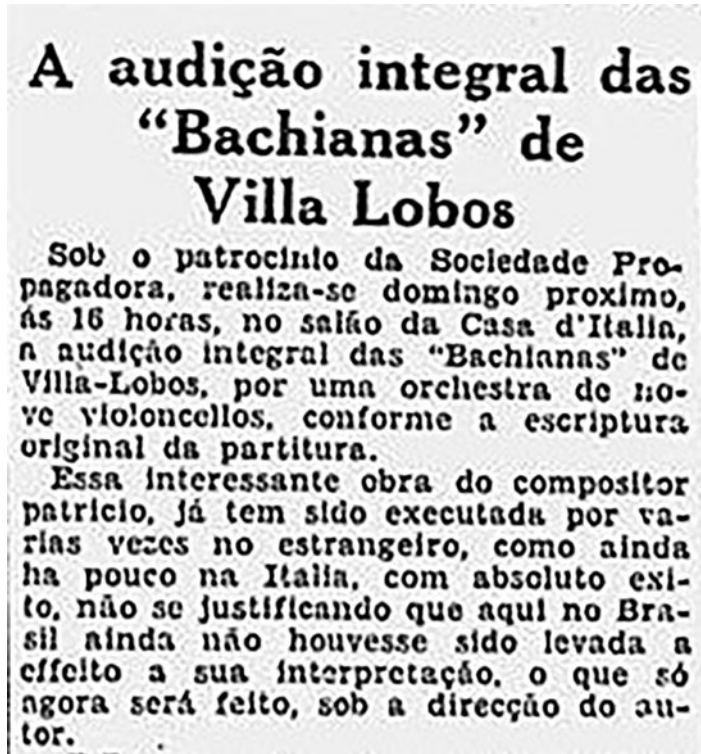 A audição integral das
“Bachianas” de
Villa Lobos
Sob o patrocinio da Sociedade Pro-
pagadora, realiza-se domingo proximo,
ás 16 horas, no salão da Casa d'Italia,
a audição integral das “Bachianas” de
Villa-Lobos, por uma orchestra de no-
ve violoncellos, conforme a escriptura
original da partitura.
Essa interessante obra do compositor
patricio, já tem sido executada por va-
rias vezes no estrangeiro, como ainda
ha pouco na Italia, com absoluto exi-
to, não se justificando que aqui no Bra-
sil ainda não houvesse sido levada a
effeito a sua interpretação, o que só
agora será feito, sob a direcção do au-
tor.